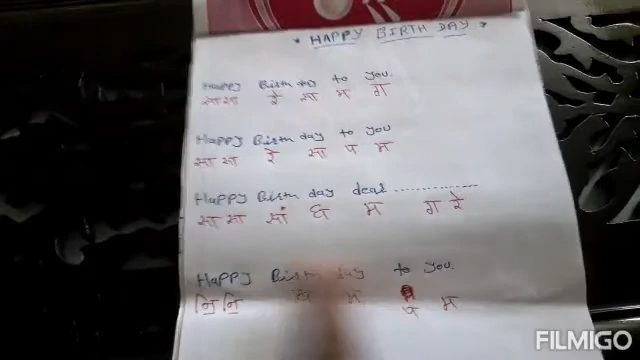 * HAPPY BIRTH DAY *
Happy Birth day to you.
सा सा रे सा म ग
Happy Birth day to you
सा सा रे सा प म
Happy Birth day dear ................
सा सा सां ध म ग रे
Happy Birth day to you.
नि नि ध म प म
FILMIGO